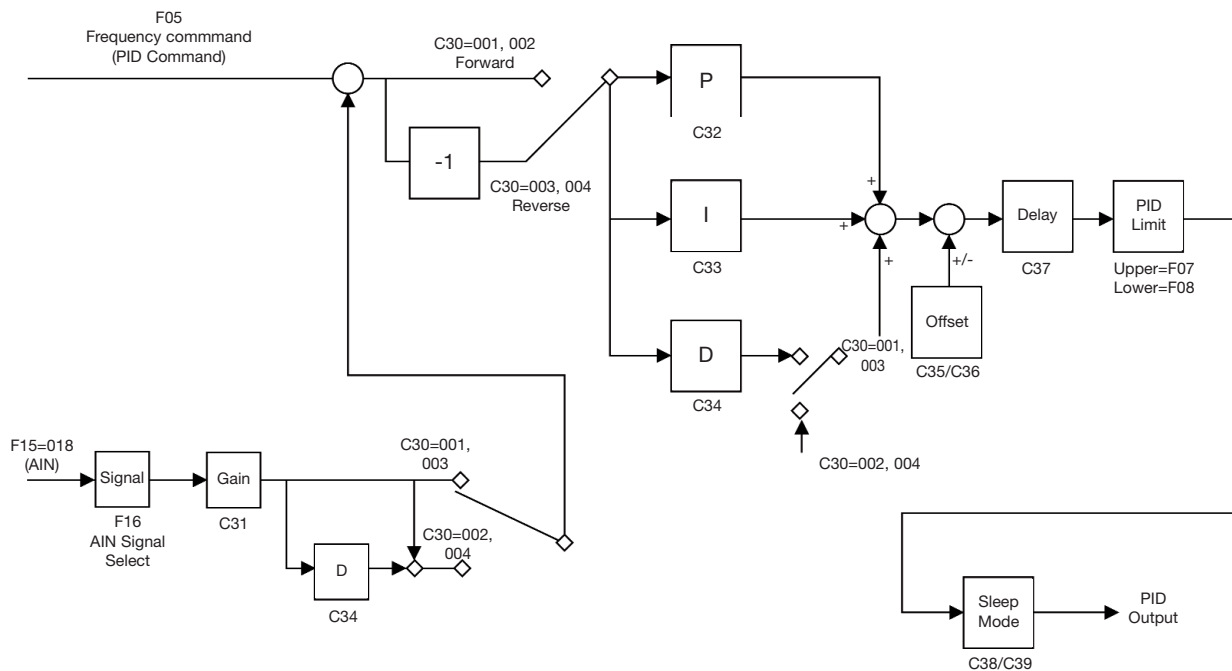 F05
Frequency commmand
(PID Command)
C30=001, 002
Forward
-1
C30=003, 004
Reverse
P
C32
I
C33
D
C34
+
+
+
C30=001,
003
C30=002, 004
+/-
Offset
C35/C36
Delay
C37
PID
Limit
Upper=F07
Lower=F08
F15=018
(AIN)
Signal
F16
AIN Signal
Select
Gain
C31
C30=001,
003
C30=002,
004
D
C34
Sleep
Mode
C38/C39
PID
Output